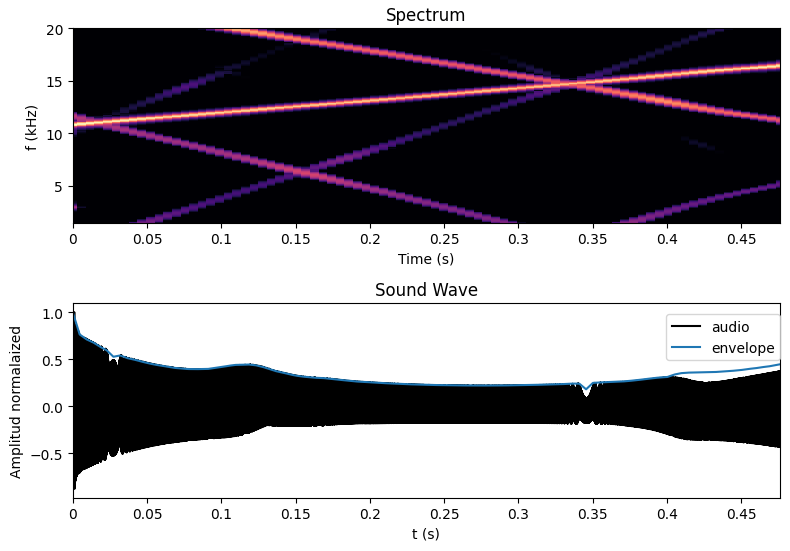 Spectrum
20
15
10
5
f (kHz)
0 0.05 0.1 0.15 0.2 0.25 0.3 0.35 0.4 0.45
Time (s)
Sound Wave
1.0
0.5
0.0
−0.5
Amplitud normalaized
audio
envelope
0 0.05 0.1 0.15 0.2 0.25 0.3 0.35 0.4 0.45
t (s)